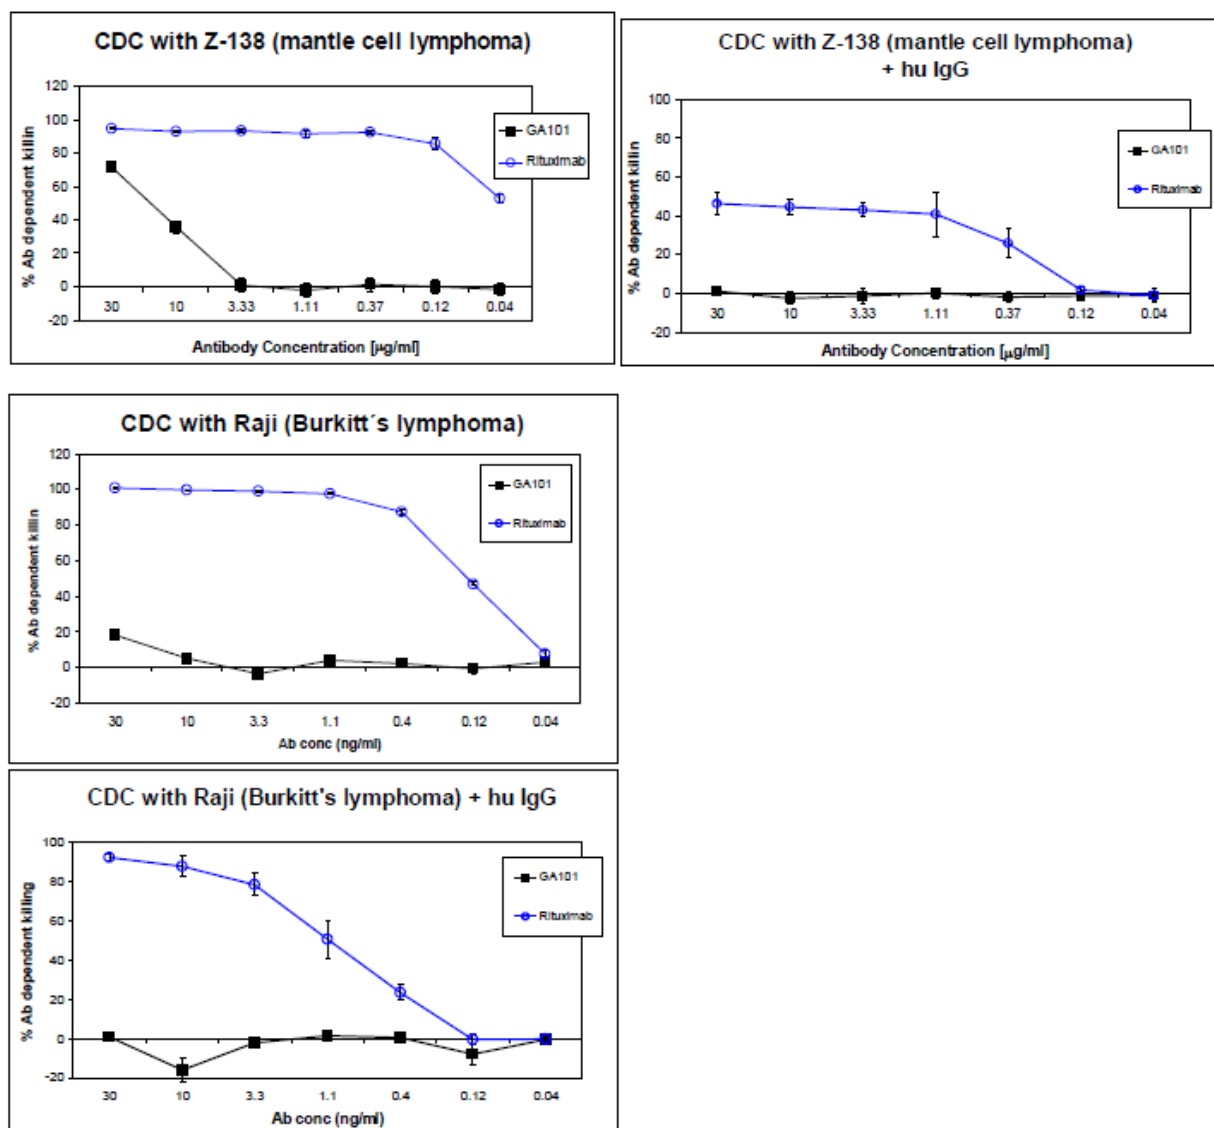 CDC with Z-138 (mantle cell lymphoma)
120
100
80
60
40
20
0
-20
% Ab dependent killin
GA101
Rituximab
30 10 3.33 1.11 0.37 0.12 0.04
Antibody Concentration [µg/ml]
CDC with Z-138 (mantle cell lymphoma)
+ hu IgG
100
80
60
40
20
0
-20
% Ab dependent killin
GA101
Rituximab
30 10 3.33 1.11 0.37 0.12 0.04
Antibody Concentration [µg/ml]
CDC with Raji (Burkitt´s lymphoma)
120
100
80
60
40
20
0
-20
% Ab dependent killin
GA101
Rituximab
30 10 3.3 1.1 0.4 0.12 0.04
Ab conc (ng/ml)
CDC with Raji (Burkitt's lymphoma) + hu IgG
100
80
60
40
20
0
-20
% Ab dependent killing
GA101
Rituximab
30 10 3.3 1.1 0.4 0.12 0.04
Ab conc (ng/ml)